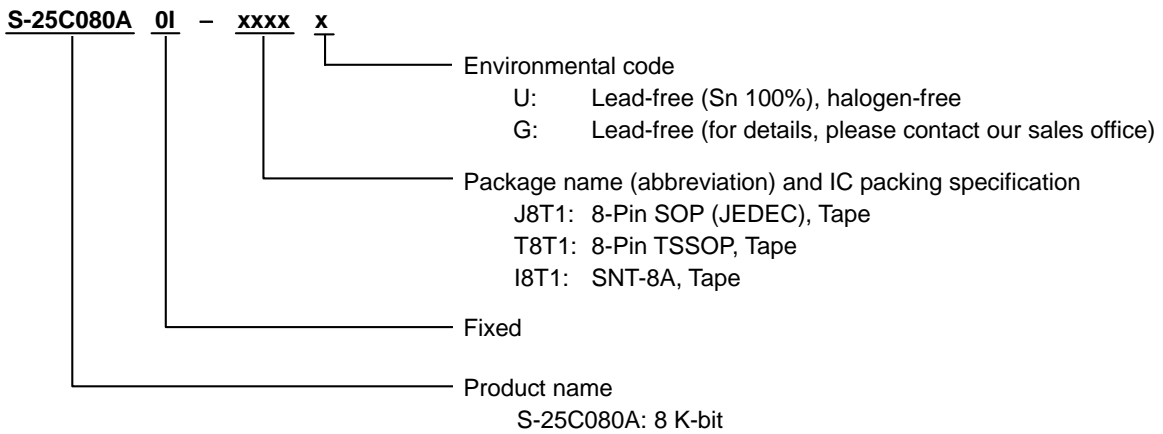 S-25C080A 0I – xxxx x
Environmental code
U: Lead-free (Sn 100%), halogen-free
G: Lead-free (for details, please contact our sales office)
Package name (abbreviation) and IC packing specification
J8T1: 8-Pin SOP (JEDEC), Tape
T8T1: 8-Pin TSSOP, Tape
I8T1: SNT-8A, Tape
Fixed
Product name
S-25C080A: 8 K-bit